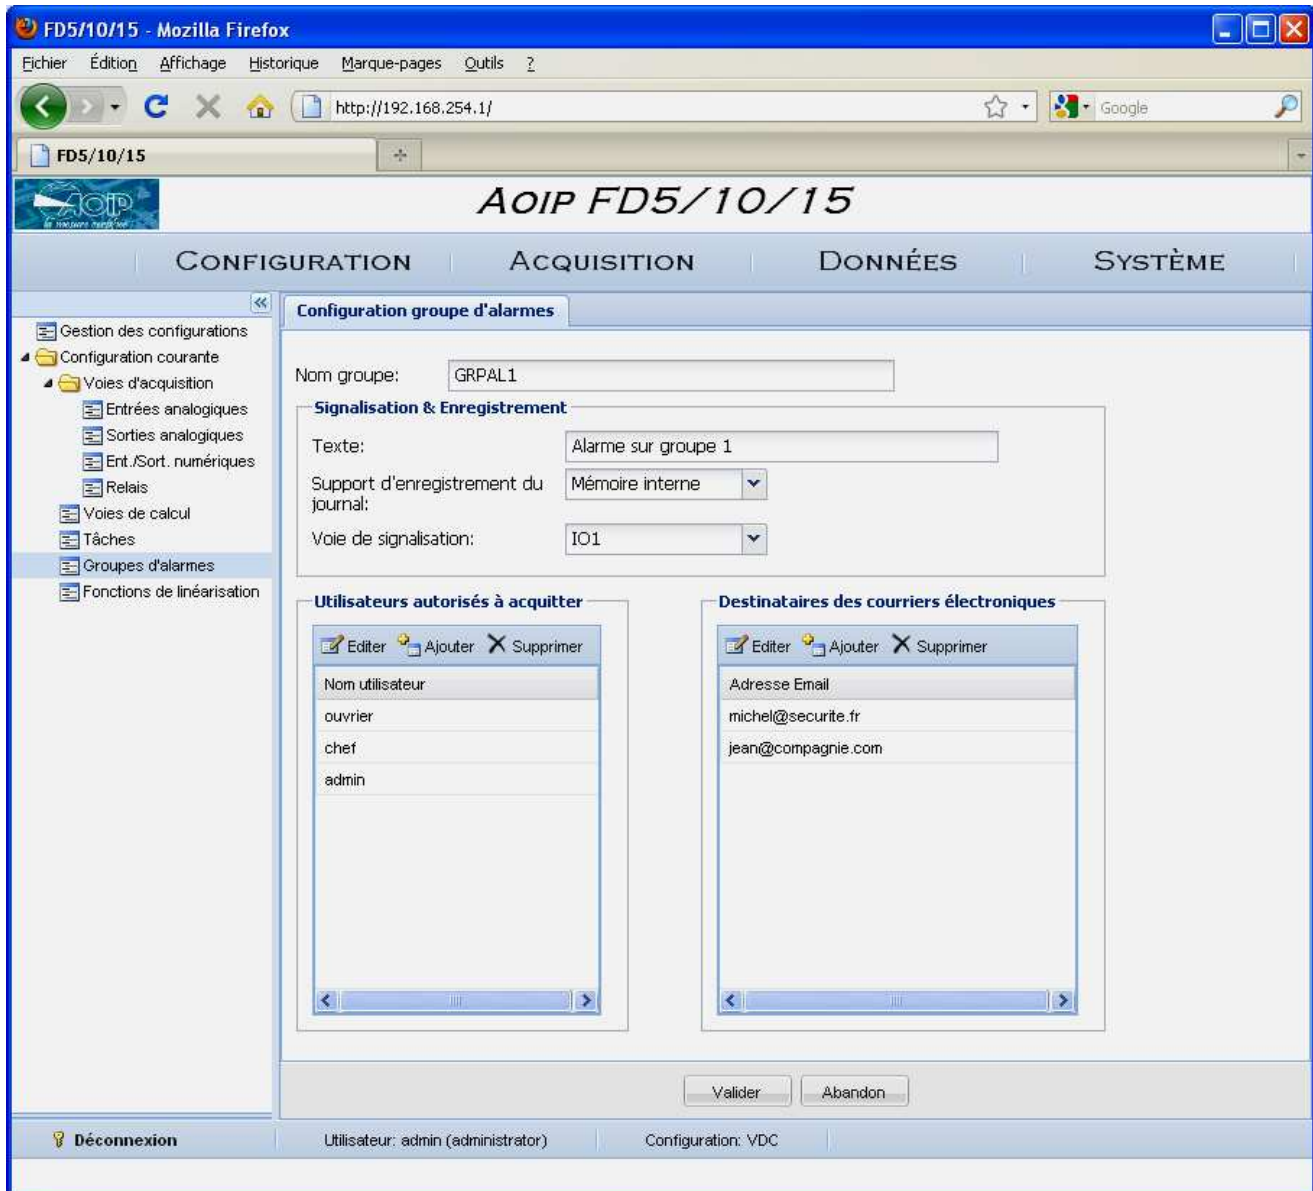 FD5/10/15 - Mozilla Firefox
Fichier Édition Affichage Historique Marque-pages Outils ?
http://192.168.254.1/
Google
FD5/10/15
AOIP
AOIP FD5/10/15
CONFIGURATION ACQUISITION DONNÉES SYSTÈME
Gestion des configurations
Configuration courante
Voies d'acquisition
Entrées analogiques
Sorties analogiques
Ent./Sort. numériques
Relais
Voies de calcul
Tâches
Groupes d'alarmes
Fonctions de linéarisation
Configuration groupe d'alarmes
Nom groupe: GRPAL1
Signalisation & Enregistrement
Texte: Alarme sur groupe 1
Support d'enregistrement du journal: Mémoire interne
Voie de signalisation: IO1
Utilisateurs autorisés à acquitter
Editer Ajouter Supprimer
Nom utilisateur
ouvrier
chef
admin
Destinataires des courriers électroniques
Editer Ajouter Supprimer
Adresse Email
michel@securite.fr
jean@compagnie.com
Valider Abandon
Déconnexion Utilisateur: admin (administrator) Configuration: VDC